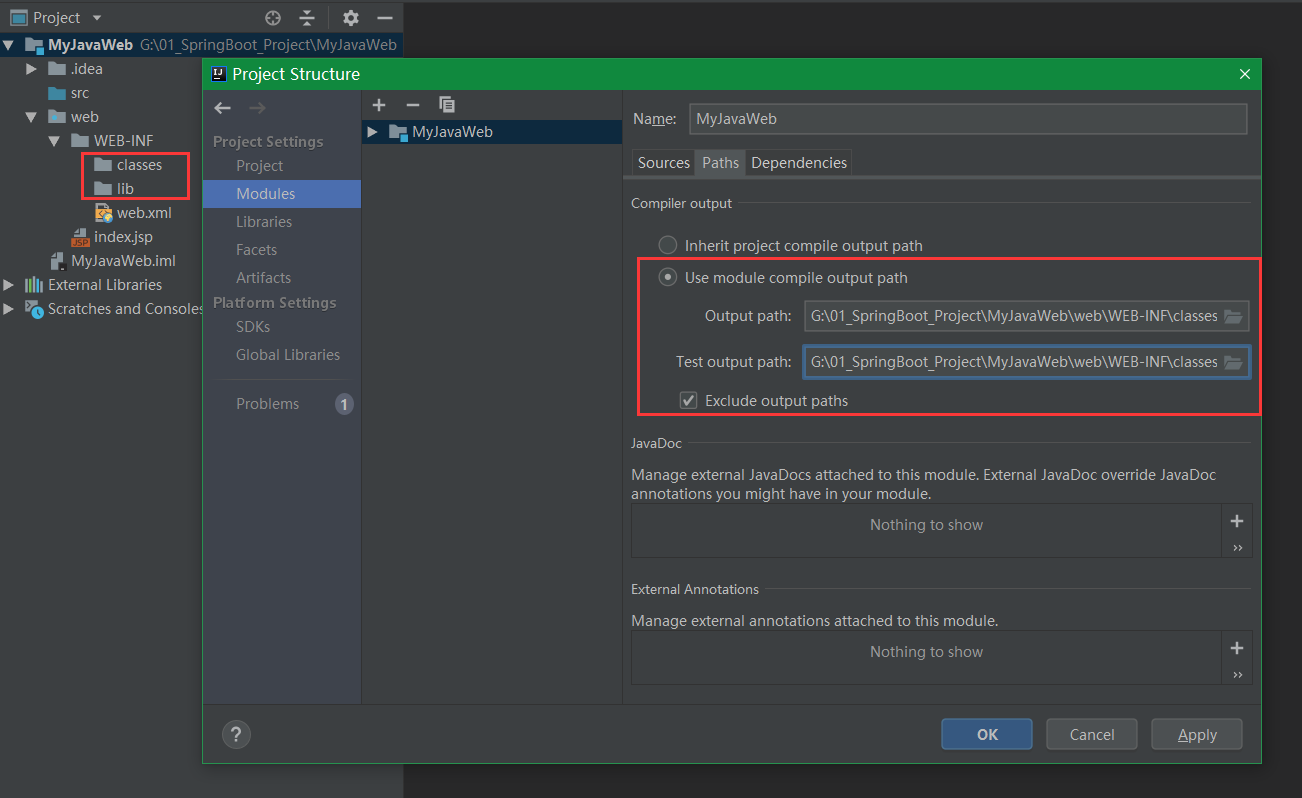 Project
MyJavaWeb G:\01_SpringBoot_Project\MyJavaWeb
.idea
src
web
WEB-INF
classes
lib
web.xml
JSP index.jsp
MyJavaWeb.iml
External Libraries
Scratches and Consoles
IJ Project Structure
Project Settings
Project
Modules
Libraries
Facets
Artifacts
Platform Settings
SDKs
Global Libraries
Problems 1
MyJavaWeb
Name: MyJavaWeb
Sources Paths Dependencies
Compiler output
Inherit project compile output path
Use module compile output path
Output path: G:\01_SpringBoot_Project\MyJavaWeb\web\WEB-INF\classes
Test output path: G:\01_SpringBoot_Project\MyJavaWeb\web\WEB-INF\classes
Exclude output paths
JavaDoc
Manage external JavaDocs attached to this module. External JavaDoc override JavaDoc
annotations you might have in your module.
Nothing to show
External Annotations
Manage external annotations attached to this module.
Nothing to show
? OK Cancel Apply